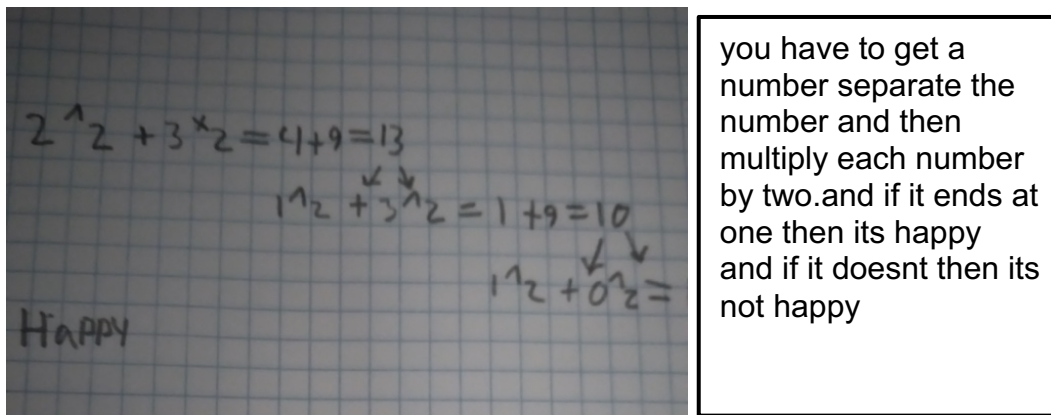 2^2 + 3^2 = 4+9=13
1^2 + 3^2 = 1+9=10
1^2 + 0^2 =
Happy
you have to get a
number separate the
number and then
multiply each number
by two.and if it ends at
one then its happy
and if it doesnt then its
not happy